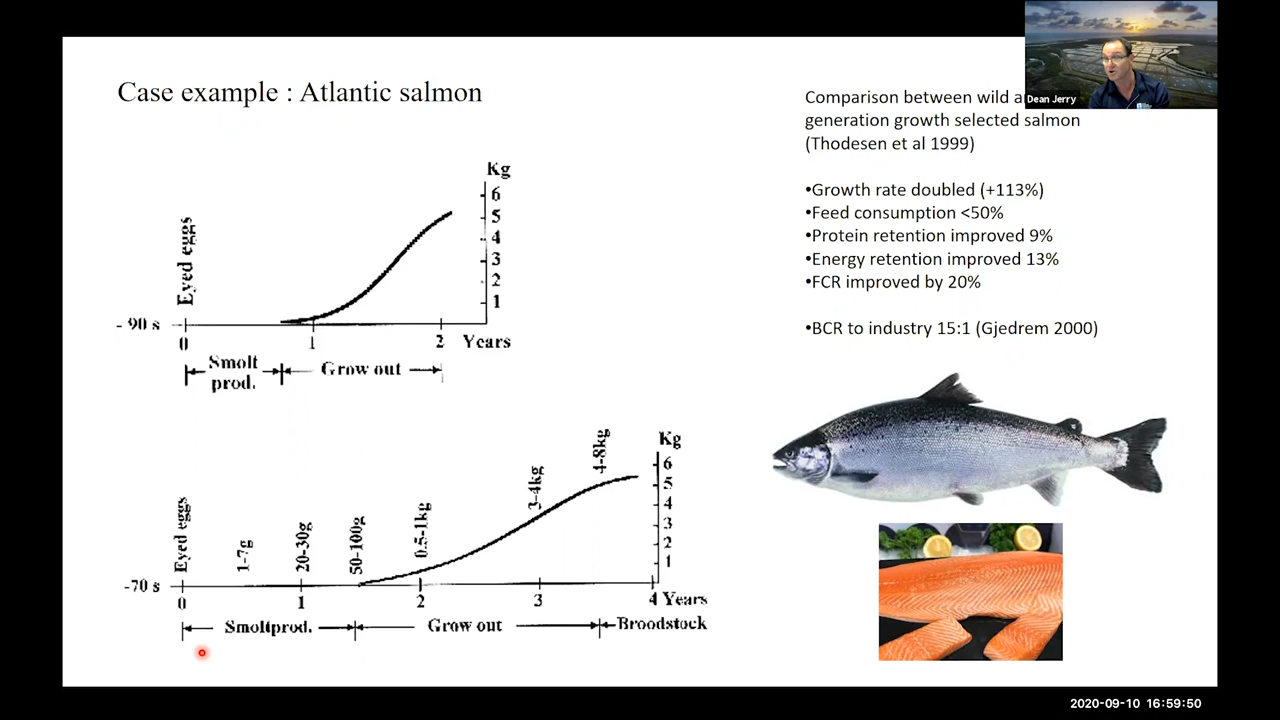 Case example : Atlantic salmon
Dean Jerry
Comparison between wild
generation growth selected salmon
(Thodesen et al 1999)
•Growth rate doubled (+113%)
•Feed consumption <50%
•Protein retention improved 9%
•Energy retention improved 13%
•FCR improved by 20%
•BCR to industry 15:1 (Gjedrem 2000)
Kg
6
5
4
3
2
1
Eyed eggs
- 90 s
0
1
2
Years
Smolt
prod.
Grow out
Kg
6
5
4
3
2
1
Eyed eggs
1-7g
20-30g
50-100g
0.5-1kg
3-4kg
4-8kg
-70 s
0
1
2
3
4 Years
Smoltprod.
Grow out
Broodstock
2020-09-10 16:59:50